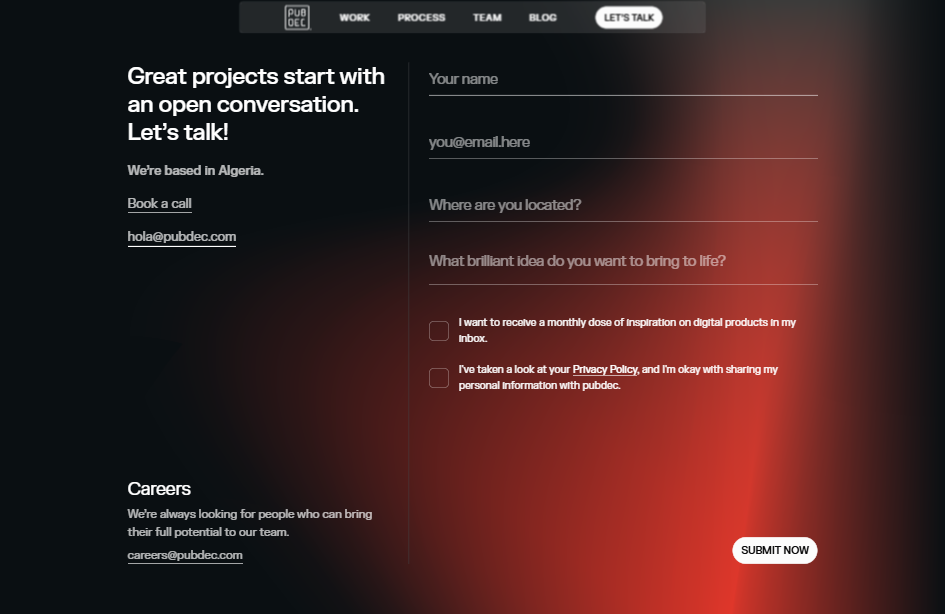 PUB
DEC
WORK
PROCESS
TEAM
BLOG
LET'S TALK
Great projects start with
an open conversation.
Let's talk!
We're based in Algeria.
Book a call
hola@pubdec.com
Your name
you@email.here
Where are you located?
What brilliant idea do you want to bring to life?
I want to receive a monthly dose of inspiration on digital products in my
inbox.
I've taken a look at your Privacy Policy, and I'm okay with sharing my
personal information with pubdec.
Careers
We're always looking for people who can bring
their full potential to our team.
careers@pubdec.com
SUBMIT NOW